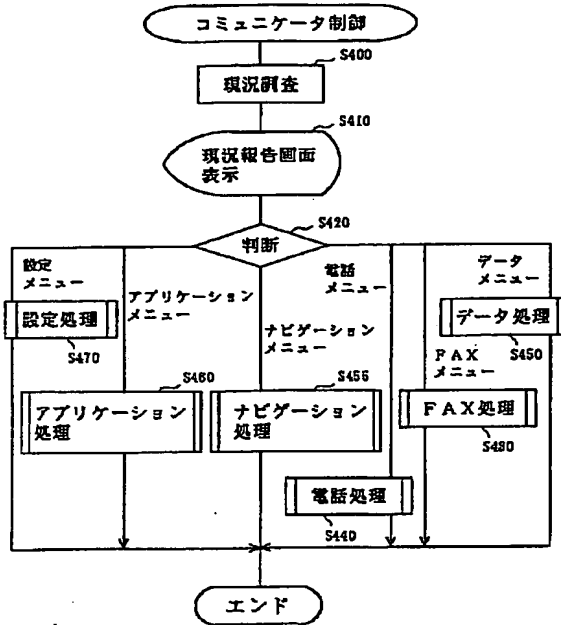 コミュニケータ制御
S400
現況調査
S410
現況報告画面
表示
S420
判断
設定
メニュー
アプリケーション
メニュー
ナビゲーション
メニュー
電話
メニュー
データ
メニュー
設定処理
S470
データ処理
S450
FAX
メニュー
S460
アプリケーション
処理
S455
ナビゲーション
処理
FAX処理
S430
電話処理
S440
エンド